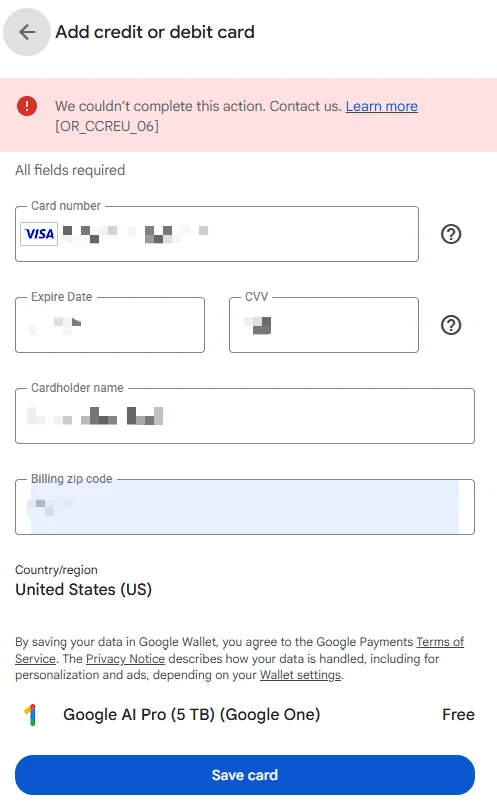 Add credit or debit card
We couldn’t complete this action. Contact us. Learn more
[OR_CCREU_06]
All fields required
Card number
VISA
Expire Date
CVV
Cardholder name
Billing zip code
Country/region
United States (US)
By saving your data in Google Wallet, you agree to the Google Payments Terms of
Service. The Privacy Notice describes how your data is handled, including for
personalization and ads, depending on your Wallet settings.
Google AI Pro (5 TB) (Google One) Free
Save card